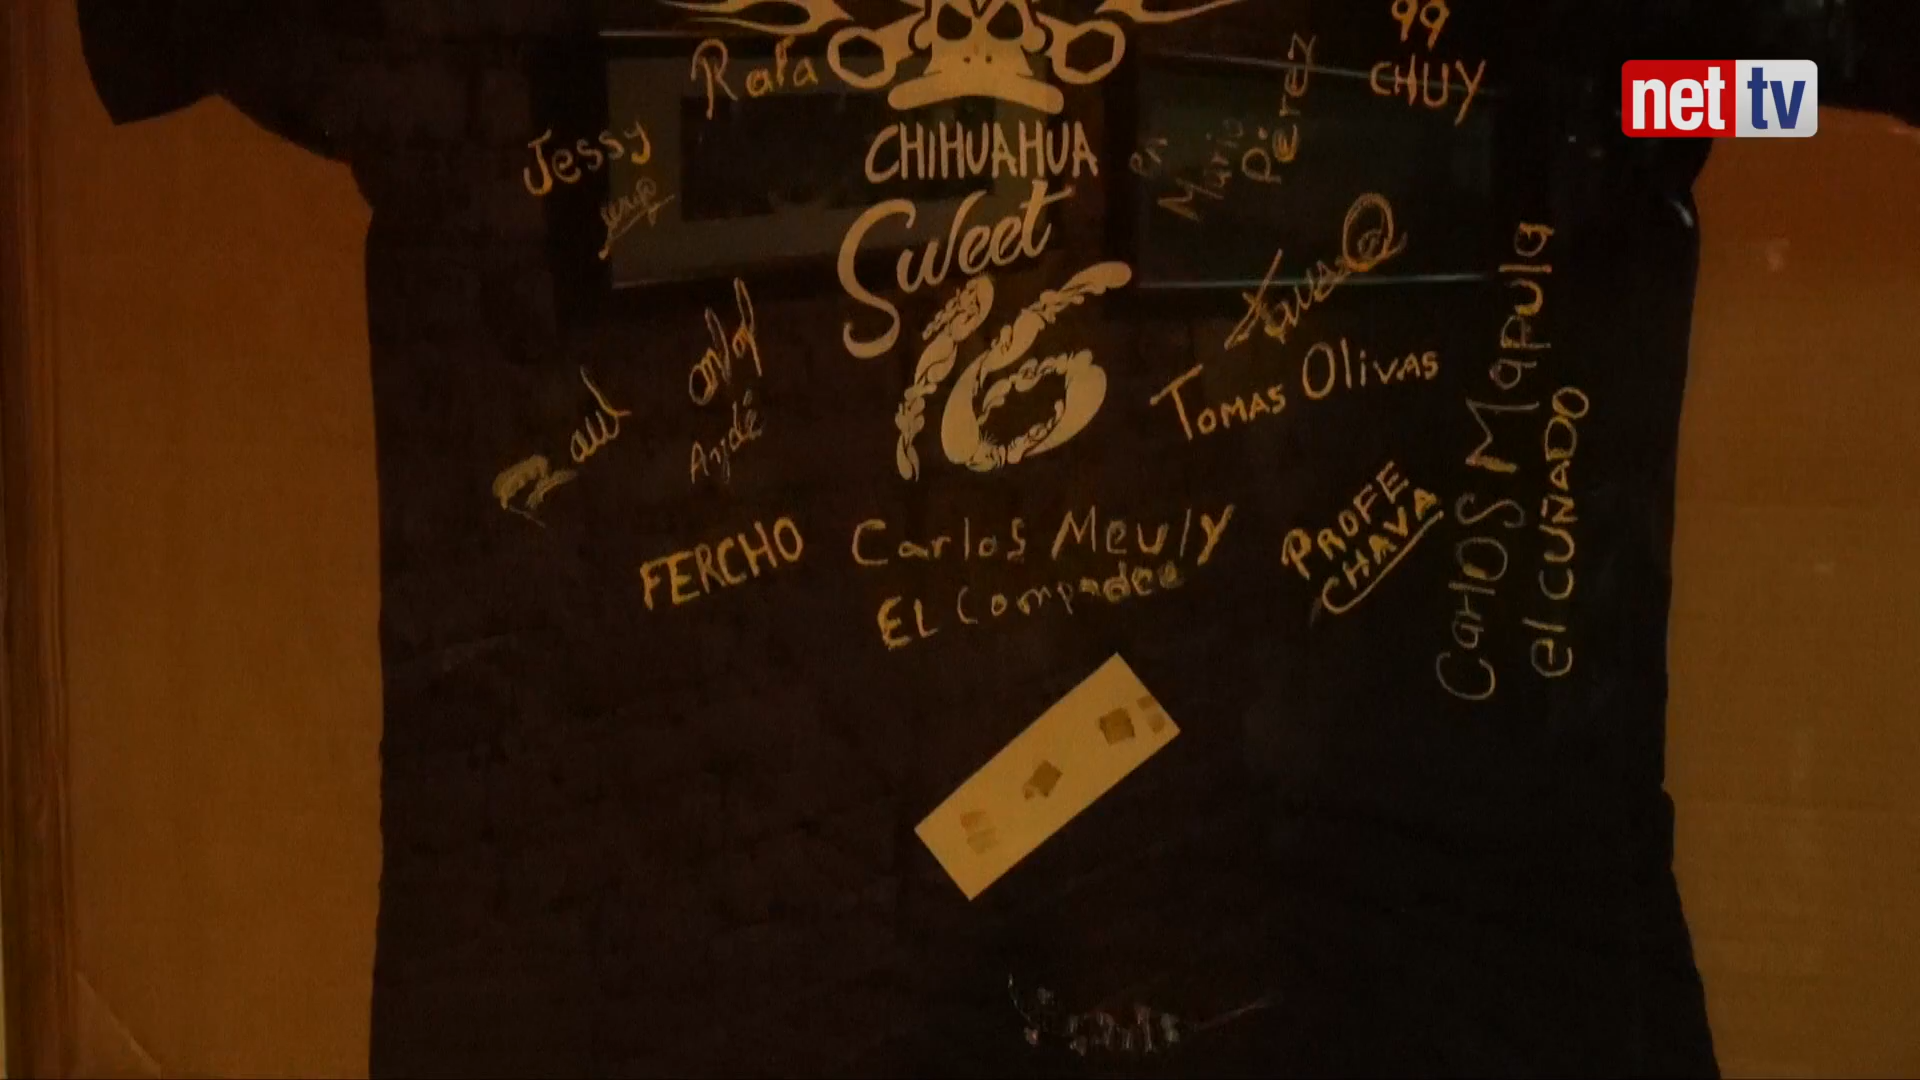 99
CHUY
Rafa
net tv
CHIHUAHUA
Sweet
16
Jessy
Mario
Pérez
Tomas Olivas
Carlos Mapula
el CUÑADO
Raul
FERCHO
Carlos Meuly
EL Compadre
PROFE
CHAVA